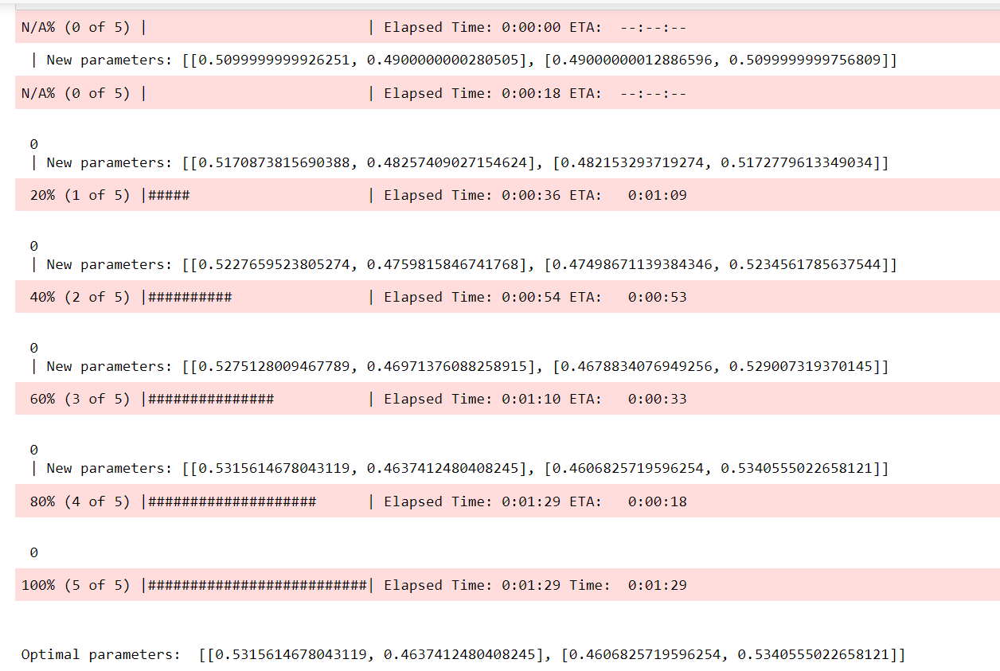 N/A% (0 of 5) |                          | Elapsed Time: 0:00:00 ETA:  --:--:--
| New parameters: [[0.5099999999926251, 0.4900000000280505], [0.49000000012886596, 0.5099999999756809]]
N/A% (0 of 5) |                          | Elapsed Time: 0:00:18 ETA:  --:--:--
0
| New parameters: [[0.5170873815690388, 0.48257409027154624], [0.482153293719274, 0.5172779613349034]]
20% (1 of 5) |#####                     | Elapsed Time: 0:00:36 ETA:   0:01:09
0
| New parameters: [[0.5227659523805274, 0.4759815846741768], [0.47498671139384346, 0.5234561785637544]]
40% (2 of 5) |##########                | Elapsed Time: 0:00:54 ETA:   0:00:53
0
| New parameters: [[0.5275128009467789, 0.46971376088258915], [0.4678834076949256, 0.529007319370145]]
60% (3 of 5) |###############           | Elapsed Time: 0:01:10 ETA:   0:00:33
0
| New parameters: [[0.5315614678043119, 0.4637412480408245], [0.4606825719596254, 0.5340555022658121]]
80% (4 of 5) |####################      | Elapsed Time: 0:01:29 ETA:   0:00:18
0
100% (5 of 5) |##########################| Elapsed Time: 0:01:29 Time:  0:01:29
Optimal parameters:  [[0.5315614678043119, 0.4637412480408245], [0.4606825719596254, 0.5340555022658121]]